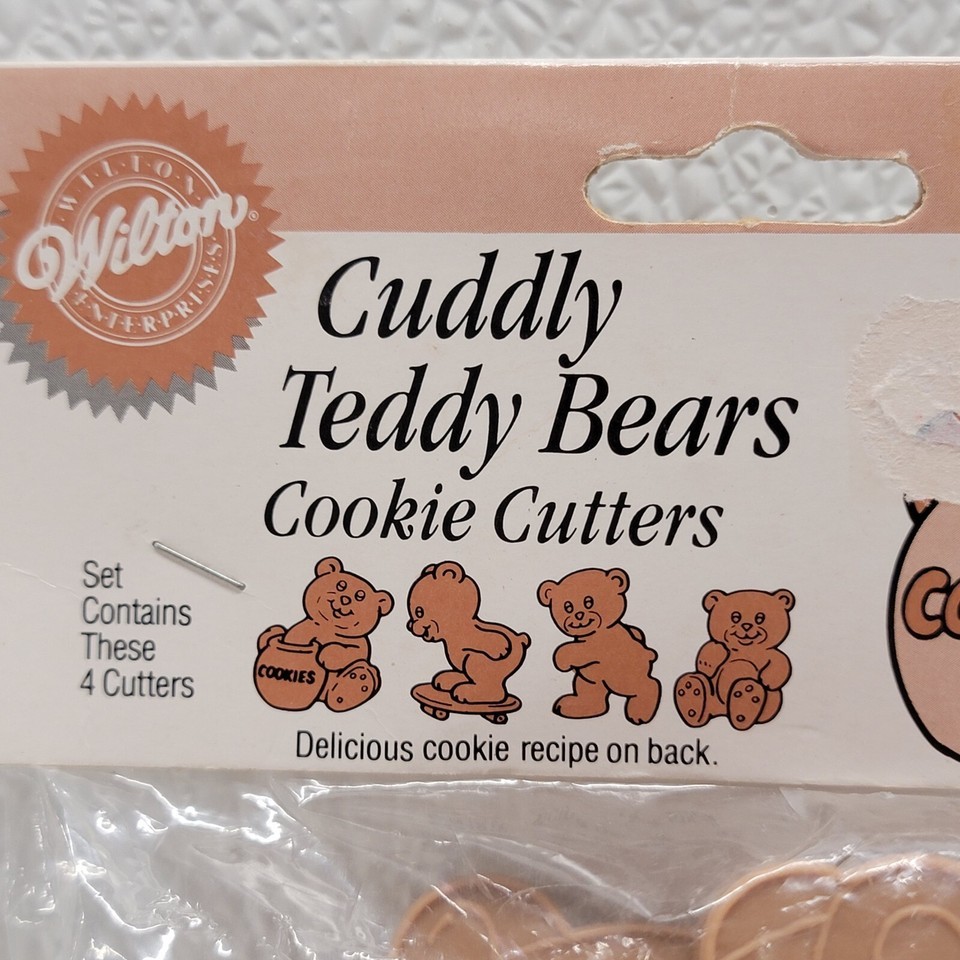 WILTON
Wilton®
ENTERPRISES
Cuddly
Teddy Bears
Cookie Cutters
Set
Contains
These
4 Cutters
COOKIES
Delicious cookie recipe on back.